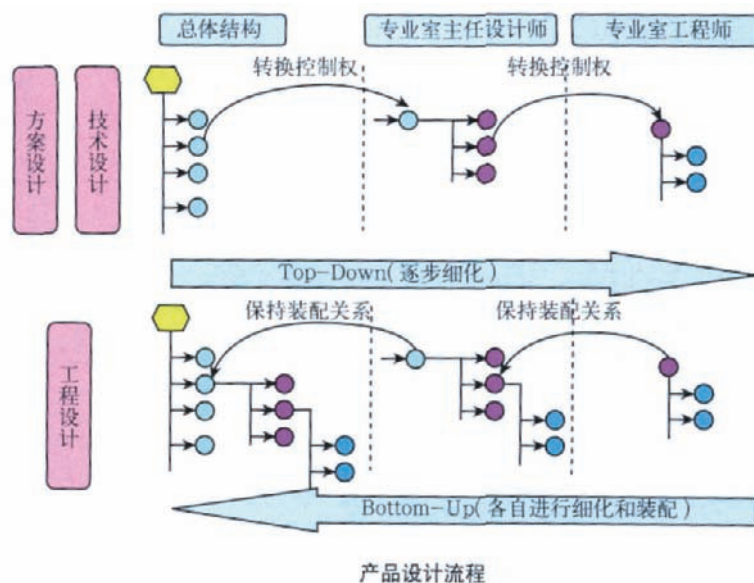 总体结构
专业室主任设计师
专业室工程师
转换控制权
转换控制权
方案设计
技术设计
Top-Down(逐步细化)
保持装配关系
保持装配关系
工程设计
Bottom-Up(各自进行细化和装配)
产品设计流程